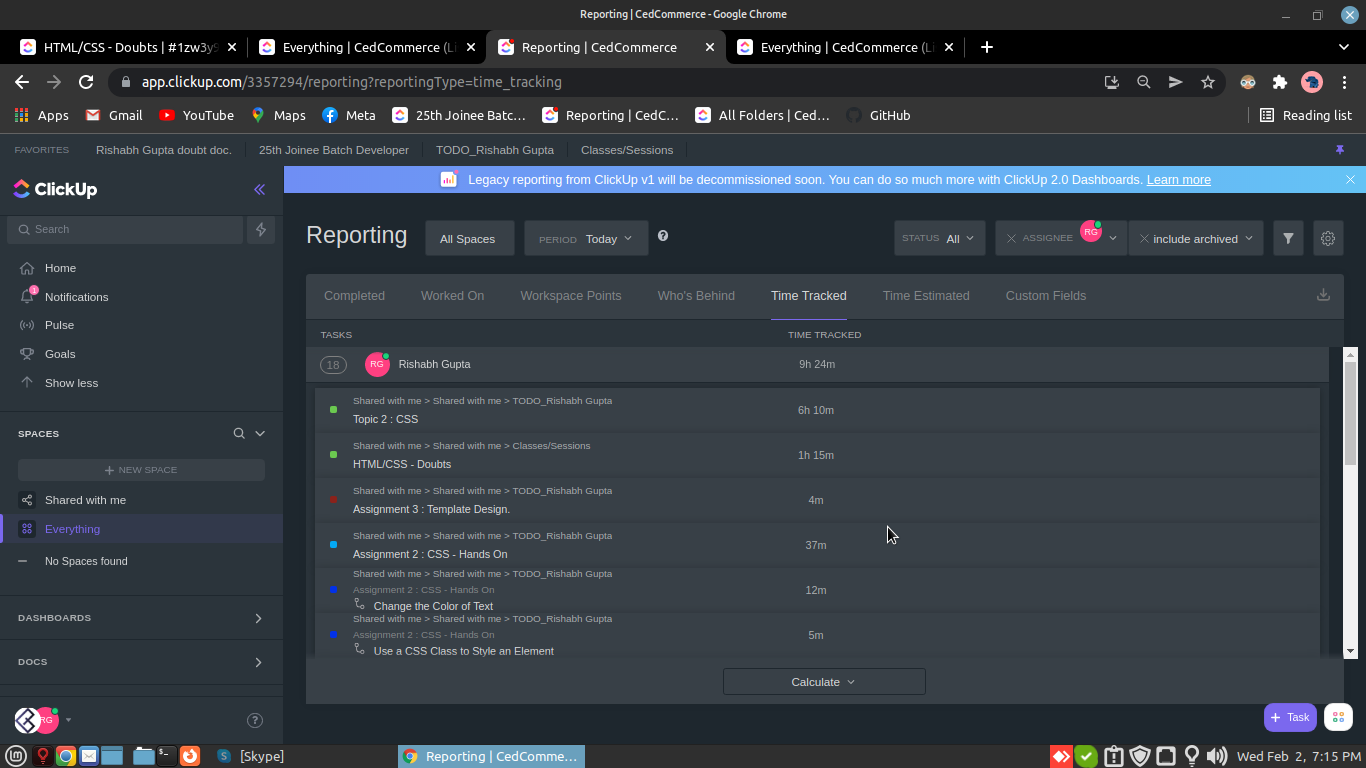 Reporting | CedCommerce - Google Chrome
HTML/CSS - Doubts | #1zw3y
Everything | CedCommerce (Li
Reporting | CedCommerce
Everything | CedCommerce (Li
app.clickup.com/3357294/reporting?reportingType=time_tracking
Apps
Gmail
YouTube
Maps
Meta
25th Joinee Batc...
Reporting | CedC...
All Folders | Ced...
GitHub
Reading list
FAVORITES
Rishabh Gupta doubt doc.
25th Joinee Batch Developer
TODO_Rishabh Gupta
Classes/Sessions
ClickUp
Legacy reporting from ClickUp v1 will be decommissioned soon. You can do so much more with ClickUp 2.0 Dashboards. Learn more
Search
Home
1
Notifications
Pulse
Goals
Show less
SPACES
+ NEW SPACE
Shared with me
Everything
No Spaces found
DASHBOARDS
DOCS
RG
Reporting
All Spaces
PERIOD Today
STATUS All
ASSIGNEE RG
include archived
Completed
Worked On
Workspace Points
Who's Behind
Time Tracked
Time Estimated
Custom Fields
TASKS
TIME TRACKED
18
RG
Rishabh Gupta
9h 24m
Shared with me > Shared with me > TODO_Rishabh Gupta
Topic 2 : CSS
6h 10m
Shared with me > Shared with me > Classes/Sessions
HTML/CSS - Doubts
1h 15m
Shared with me > Shared with me > TODO_Rishabh Gupta
Assignment 3 : Template Design.
4m
Shared with me > Shared with me > TODO_Rishabh Gupta
Assignment 2 : CSS - Hands On
37m
Shared with me > Shared with me > TODO_Rishabh Gupta
Assignment 2 : CSS - Hands On
Change the Color of Text
12m
Shared with me > Shared with me > TODO_Rishabh Gupta
Assignment 2 : CSS - Hands On
Use a CSS Class to Style an Element
5m
Calculate
+ Task
[Skype]
Reporting | CedComme...
Wed Feb 2, 7:15 PM